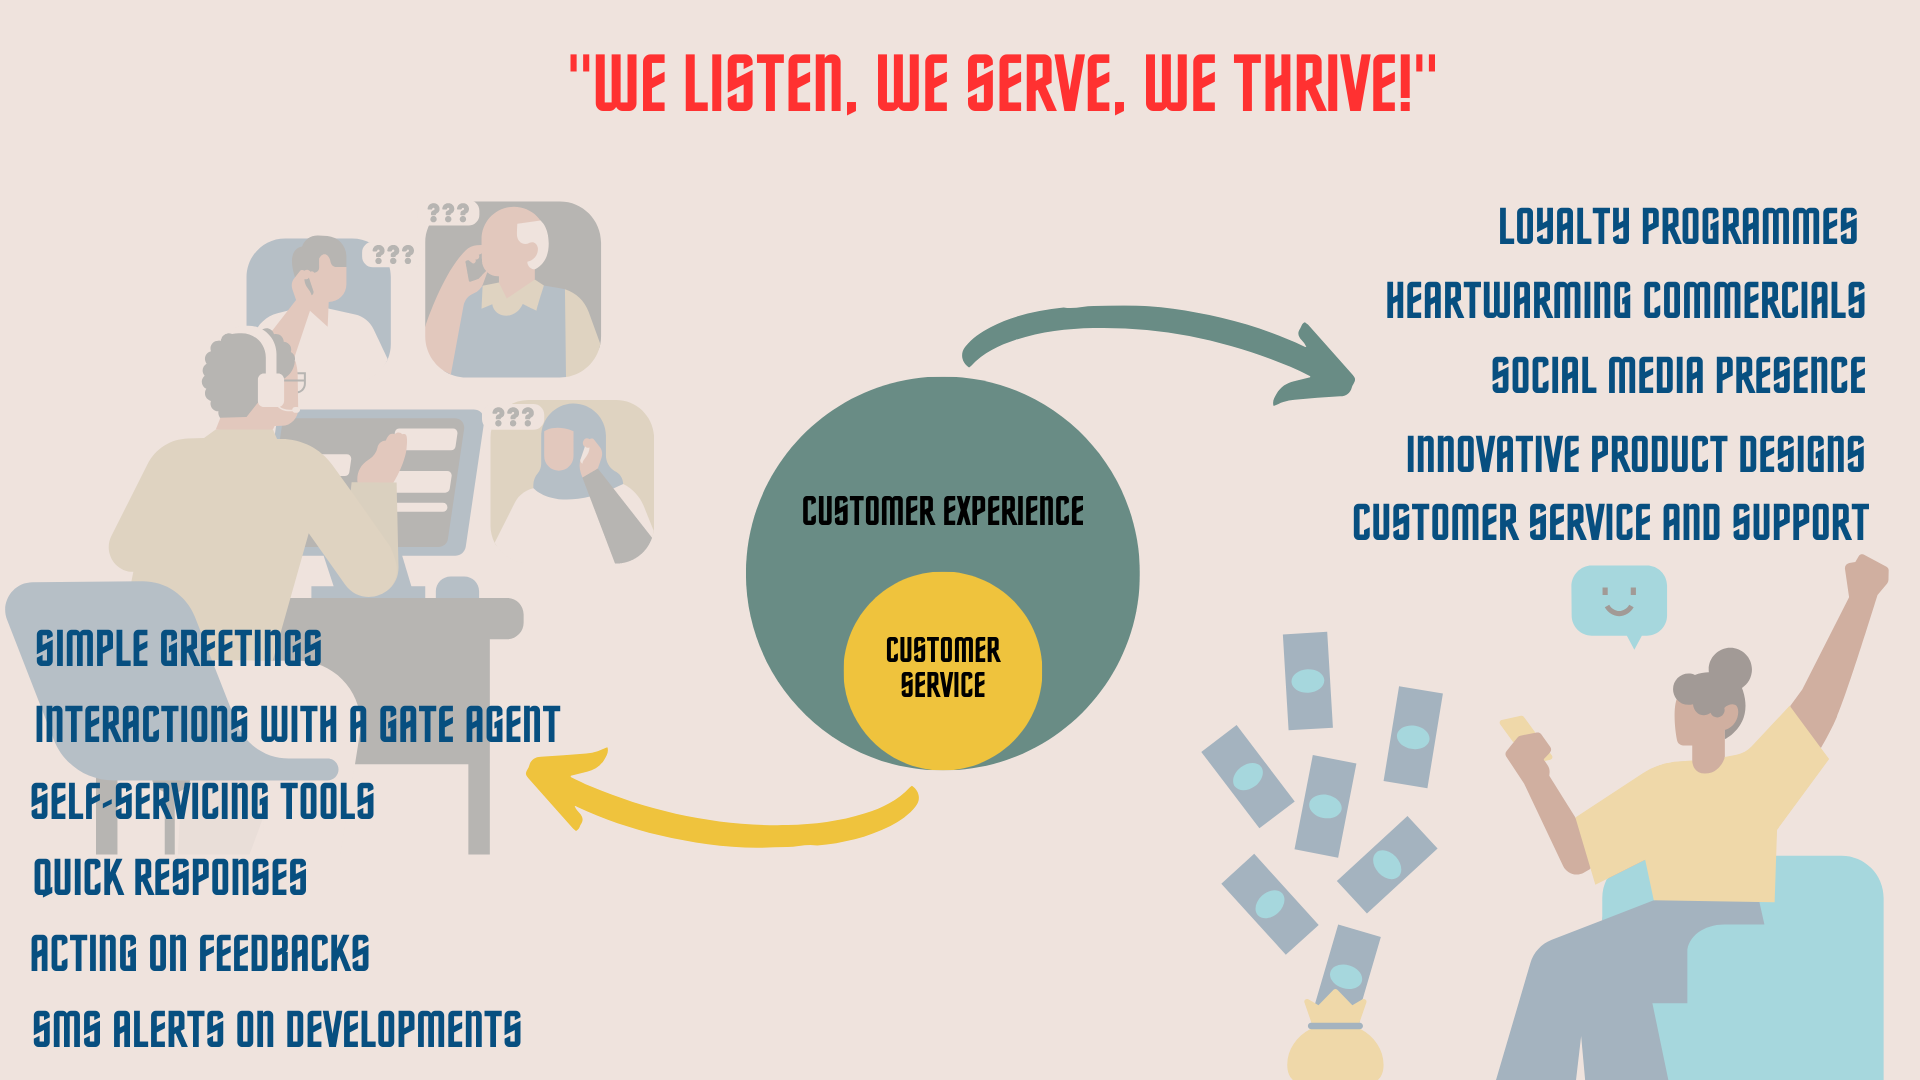 "WE LISTEN, WE SERVE, WE THRIVE!"
???
???
???
LOYALTY PROGRAMMES
HEARTWARMING COMMERCIALS
SOCIAL MEDIA PRESENCE
INNOVATIVE PRODUCT DESIGNS
CUSTOMER SERVICE AND SUPPORT
CUSTOMER EXPERIENCE
CUSTOMER
SERVICE
SIMPLE GREETINGS
INTERACTIONS WITH A GATE AGENT
SELF-SERVICING TOOLS
QUICK RESPONSES
ACTING ON FEEDBACKS
SMS ALERTS ON DEVELOPMENTS